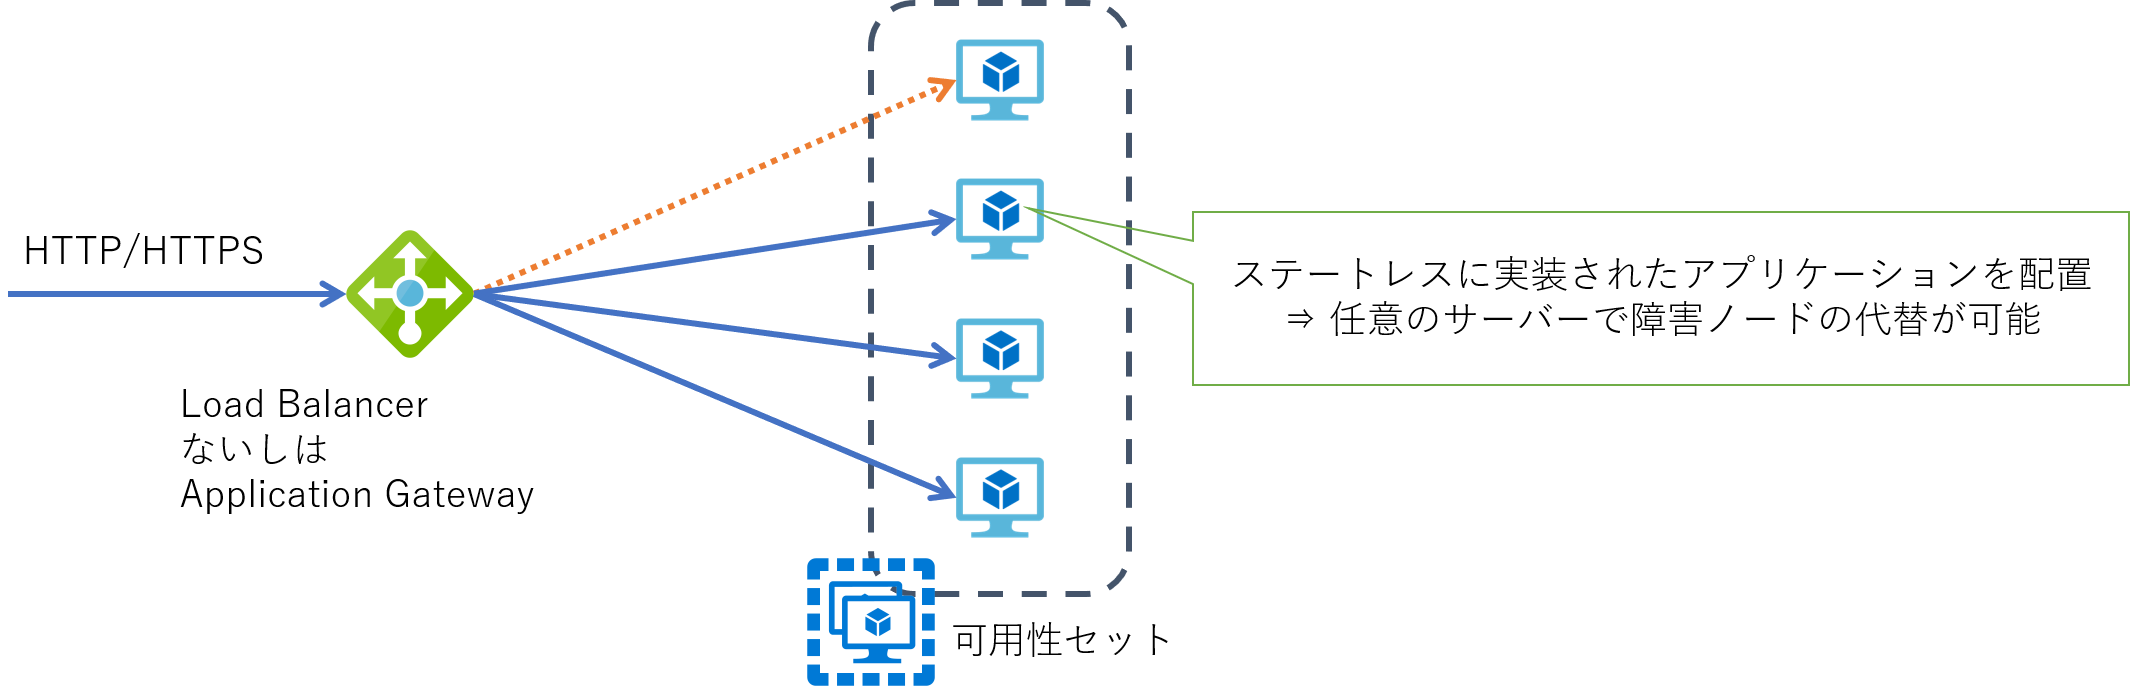 HTTP/HTTPS
Load Balancer
ないしは
Application Gateway
ステートレスに実装されたアプリケーションを配置
⇒ 任意のサーバーで障害ノードの代替が可能
可用性セット